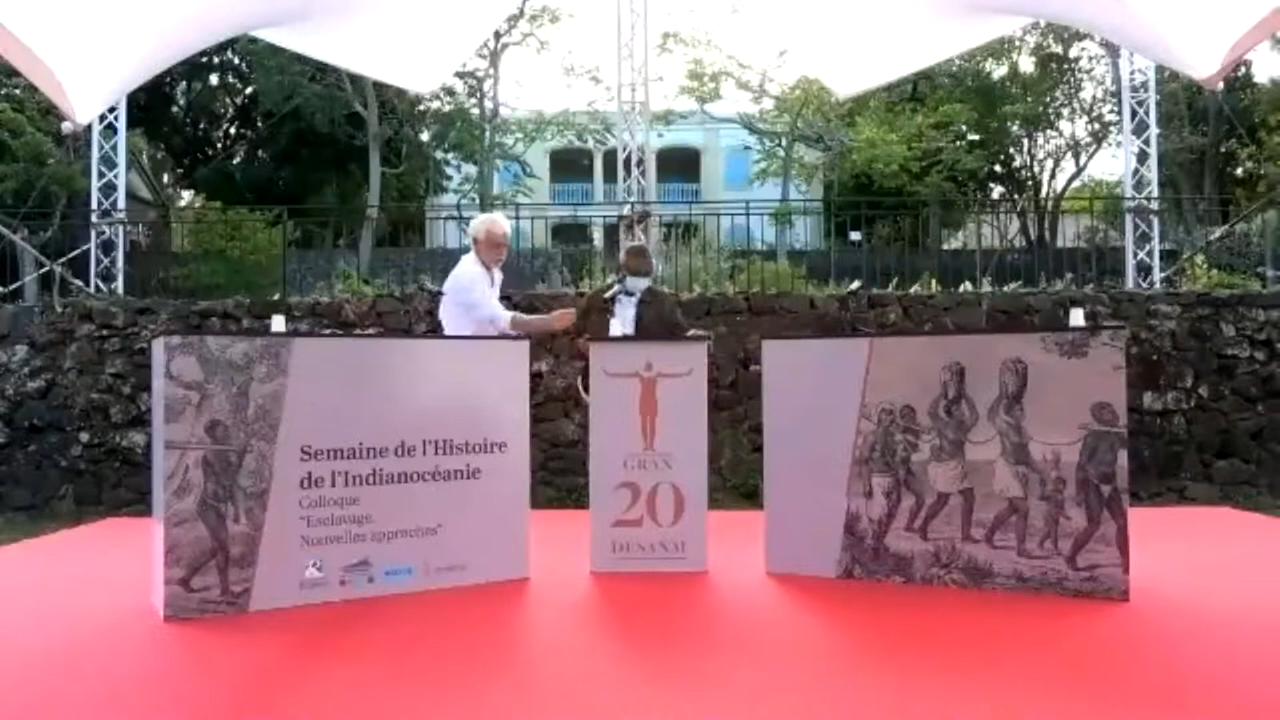 Semaine de l'Histoire
de l'Indianocéanie
Colloque
"Esclavage.
Nouvelles approches"
GRAN
20
DESANM